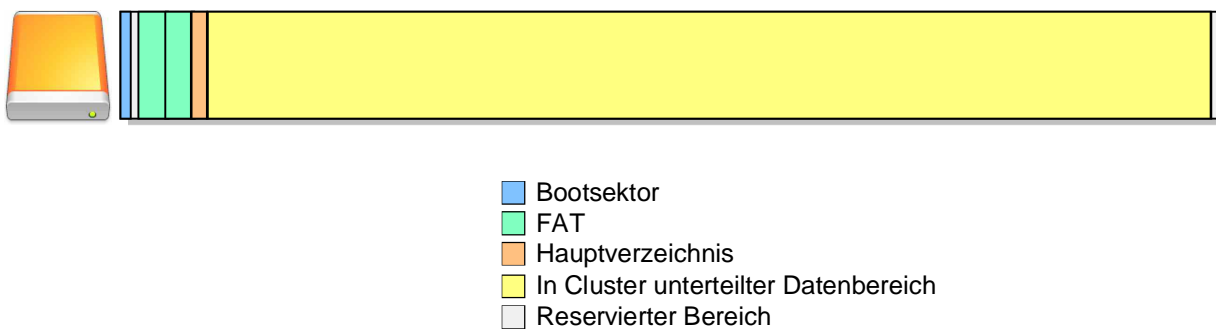 Bootsektor
FAT
Hauptverzeichnis
In Cluster unterteilter Datenbereich
Reservierter Bereich